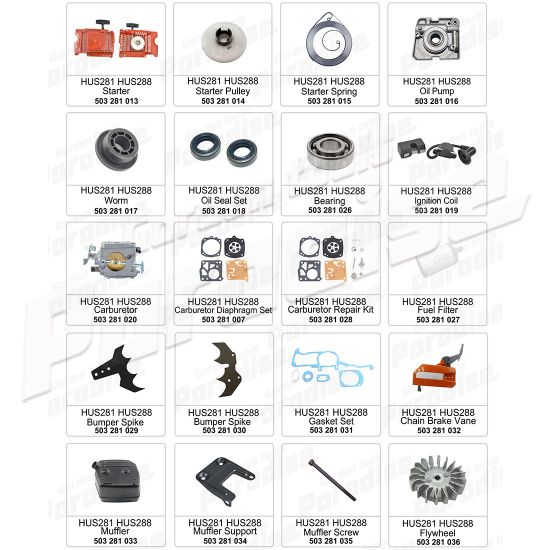 HUS281 HUS288
Starter
503 281 013
HUS281 HUS288
Starter Pulley
503 281 014
HUS281 HUS288
Starter Spring
503 281 015
HUS281 HUS288
Oil Pump
503 281 016
HUS281 HUS288
Worm
503 281 017
HUS281 HUS288
Oil Seal Set
503 281 018
HUS281 HUS288
Bearing
503 281 026
HUS281 HUS288
Ignition Coil
503 281 019
HUS281 HUS288
Carburetor
503 281 020
HUS281 HUS288
Carburetor Diaphragm Set
503 281 007
HUS281 HUS288
Carburetor Repair Kit
503 281 028
HUS281 HUS288
Fuel Filter
503 281 027
HUS281 HUS288
Bumper Spike
503 281 029
HUS281 HUS288
Bumper Spike
503 281 030
HUS281 HUS288
Gasket Set
503 281 031
HUS281 HUS288
Chain Brake Vane
503 281 032
HUS281 HUS288
Muffler
503 281 033
HUS281 HUS288
Muffler Support
503 281 034
HUS281 HUS288
Muffler Screw
503 281 035
HUS281 HUS288
Flywheel
503 281 036